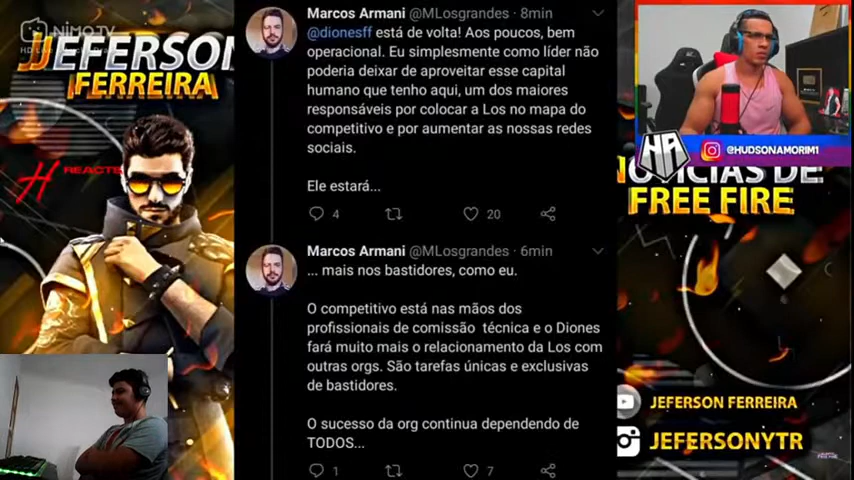 nimo TV
JEFERSON
FERREIRA
H REACTS
Marcos Armani @MLosgrandes · 8min
@dionesff está de volta! Aos poucos, bem
operacional. Eu simplesmente como líder não
poderia deixar de aproveitar esse capital
humano que tenho aqui, um dos maiores
responsáveis por colocar a Los no mapa do
competitivo e por aumentar as nossas redes
sociais.
Ele estará...
4 20
Marcos Armani @MLosgrandes · 6min
... mais nos bastidores, como eu.
O competitivo está nas mãos dos
profissionais de comissão técnica e o Diones
fará muito mais o relacionamento da Los com
outras orgs. São tarefas únicas e exclusivas
de bastidores.
O sucesso da org continua dependendo de
TODOS...
1 7
HA
@HUDSONAMORIM1
NOTÍCIAS DE
FREE FIRE
JEFERSON FERREIRA
JEFERSONYTR